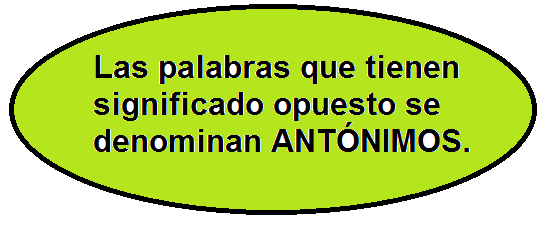 Las palabras que tienen
significado opuesto se
denominan ANTÓNIMOS.